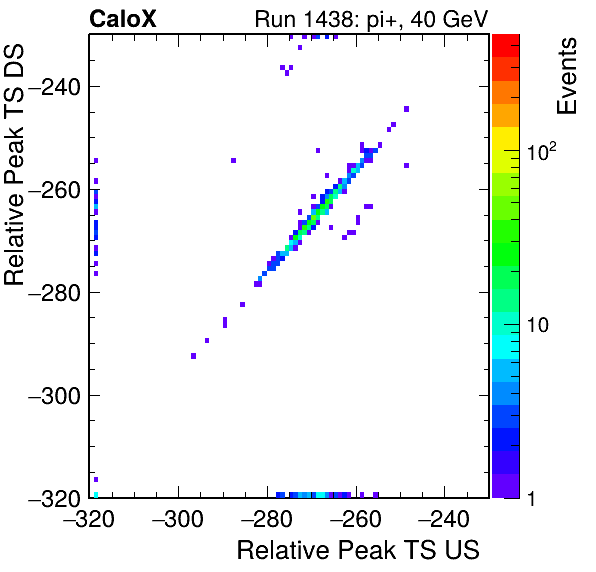 CaloX Run 1438: pi+, 40 GeV
Relative Peak TS DS
−240
−260
−280
−300
−320
−320 −300 −280 −260 −240
Relative Peak TS US
Events
10²
10
1